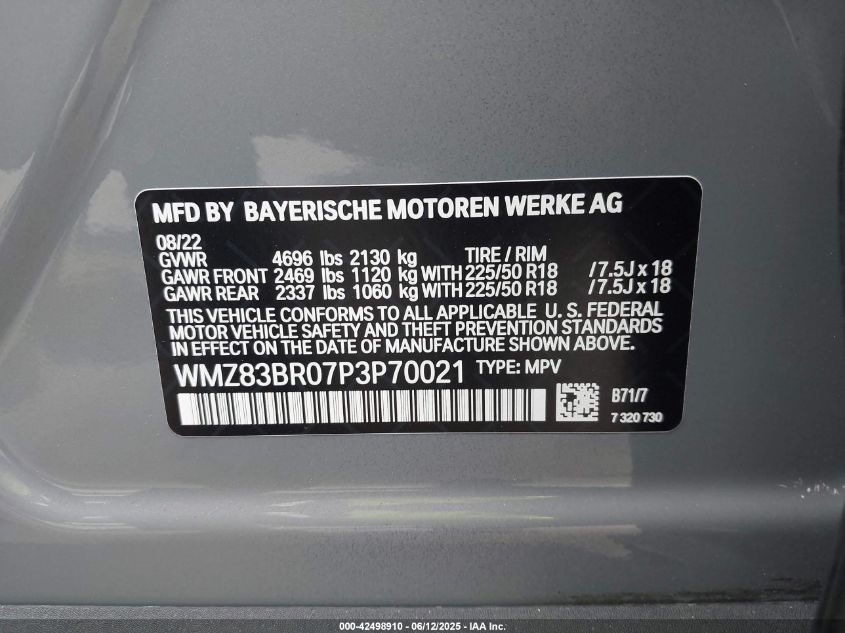 MFD BY BAYERISCHE MOTOREN WERKE AG
08/22
GVWR 4696 lbs 2130 kg TIRE / RIM
GAWR FRONT 2469 lbs 1120 kg WITH 225/50 R18 /7.5J x 18
GAWR REAR 2337 lbs 1060 kg WITH 225/50 R18 /7.5J x 18
THIS VEHICLE CONFORMS TO ALL APPLICABLE U. S. FEDERAL
MOTOR VEHICLE SAFETY AND THEFT PREVENTION STANDARDS
IN EFFECT ON THE DATE OF MANUFACTURE SHOWN ABOVE.
WMZ83BR07P3P70021 TYPE: MPV
B71/7
7 320 730
000-42498910 - 06/12/2025 - IAA Inc.